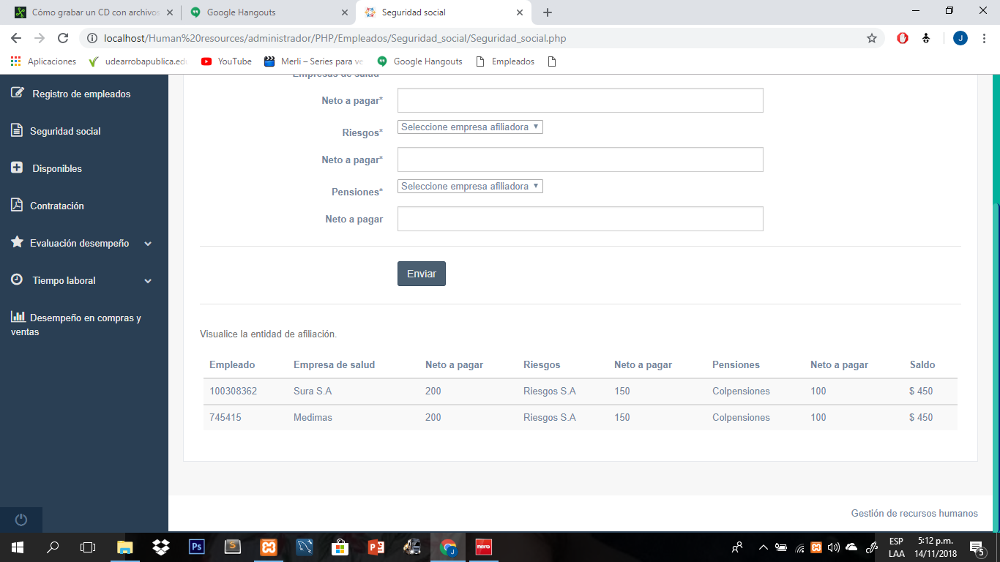 Cómo grabar un CD con archivos
Google Hangouts
Seguridad social
localhost/Human%20resources/administrador/PHP/Empleados/Seguridad_social/Seguridad_social.php
J
Aplicaciones
udearrobapublica.edu
YouTube
Merli – Series para ve
Google Hangouts
Empleados
Registro de empleados
Seguridad social
Disponibles
Contratación
Evaluación desempeño
Tiempo laboral
Desempeño en compras y
ventas
Empresas de salud
Neto a pagar*
Riesgos* Seleccione empresa afiliadora
Neto a pagar*
Pensiones* Seleccione empresa afiliadora
Neto a pagar
Enviar
Visualice la entidad de afiliación.
Empleado Empresa de salud Neto a pagar Riesgos Neto a pagar Pensiones Neto a pagar Saldo
100308362 Sura S.A 200 Riesgos S.A 150 Colpensiones 100 $ 450
745415 Medimas 200 Riesgos S.A 150 Colpensiones 100 $ 450
Gestión de recursos humanos
Ps
S
P
J
nero
ESP
LAA
5:12 p.m.
14/11/2018
5